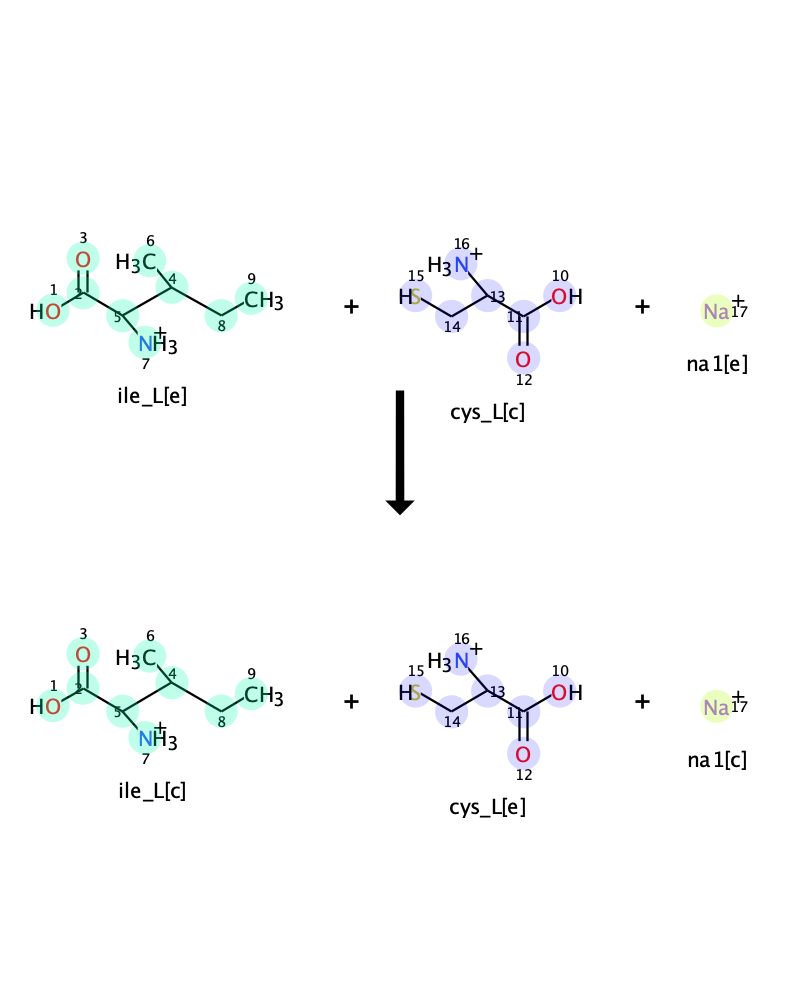 3
O
6
H3C
4
9
CH3
1
HO
2
5
8
N+H3
7
ile_L[e]
+
16
H3N+
15
HS
13
10
OH
14
11
O
12
cys_L[c]
+
Na+
17
na1[e]
3
O
6
H3C
4
9
CH3
1
HO
2
5
8
N+H3
7
ile_L[c]
+
16
H3N+
15
HS
13
10
OH
14
11
O
12
cys_L[e]
+
Na+
17
na1[c]